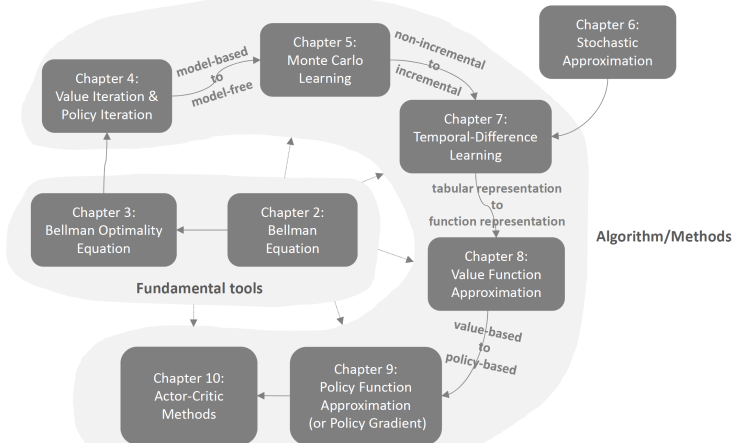 Chapter 4:
Value Iteration &
Policy Iteration
model-based
to
model-free
Chapter 5:
Monte Carlo
Learning
non-incremental
to
incremental
Chapter 6:
Stochastic
Approximation
Chapter 7:
Temporal-Difference
Learning
tabular representation
to
function representation
Chapter 3:
Bellman Optimality
Equation
Chapter 2:
Bellman
Equation
Fundamental tools
Algorithm/Methods
Chapter 8:
Value Function
Approximation
value-based
to
policy-based
Chapter 10:
Actor-Critic
Methods
Chapter 9:
Policy Function
Approximation
(or Policy Gradient)